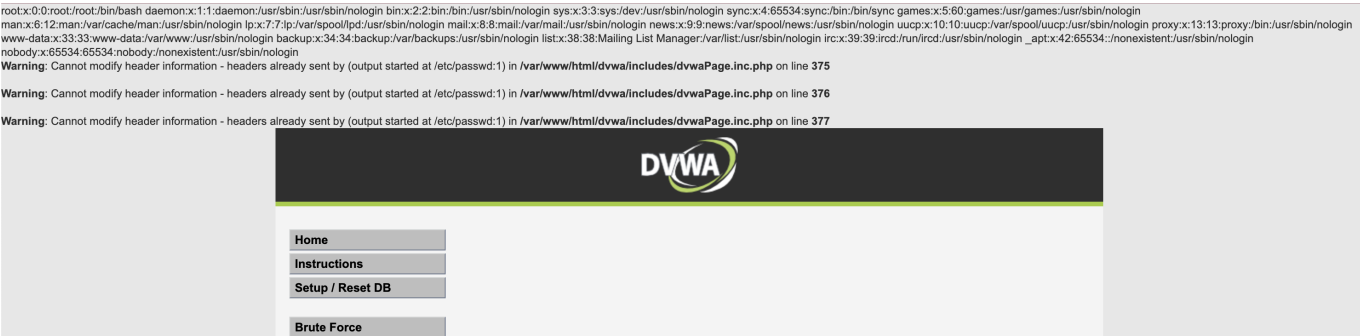 root:x:0:0:root:/root:/bin/bash daemon:x:1:1:daemon:/usr/sbin:/usr/sbin/nologin bin:x:2:2:bin:/bin:/usr/sbin/nologin sys:x:3:3:sys:/dev:/usr/sbin/nologin sync:x:4:65534:sync:/bin:/bin/sync games:x:5:60:games:/usr/games:/usr/sbin/nologin
man:x:6:12:man:/var/cache/man:/usr/sbin/nologin lp:x:7:7:lp:/var/spool/lpd:/usr/sbin/nologin mail:x:8:8:mail:/var/mail:/usr/sbin/nologin news:x:9:9:news:/var/spool/news:/usr/sbin/nologin uucp:x:10:10:uucp:/var/spool/uucp:/usr/sbin/nologin proxy:x:13:13:proxy:/bin:/usr/sbin/nologin
www-data:x:33:33:www-data:/var/www:/usr/sbin/nologin backup:x:34:34:backup:/var/backups:/usr/sbin/nologin list:x:38:38:Mailing List Manager:/var/list:/usr/sbin/nologin irc:x:39:39:ircd:/run/ircd:/usr/sbin/nologin _apt:x:42:65534::/nonexistent:/usr/sbin/nologin
nobody:x:65534:65534:nobody:/nonexistent:/usr/sbin/nologin
Warning: Cannot modify header information - headers already sent by (output started at /etc/passwd:1) in /var/www/html/dvwa/includes/dvwaPage.inc.php on line 375
Warning: Cannot modify header information - headers already sent by (output started at /etc/passwd:1) in /var/www/html/dvwa/includes/dvwaPage.inc.php on line 376
Warning: Cannot modify header information - headers already sent by (output started at /etc/passwd:1) in /var/www/html/dvwa/includes/dvwaPage.inc.php on line 377
DVWA
Home
Instructions
Setup / Reset DB
Brute Force